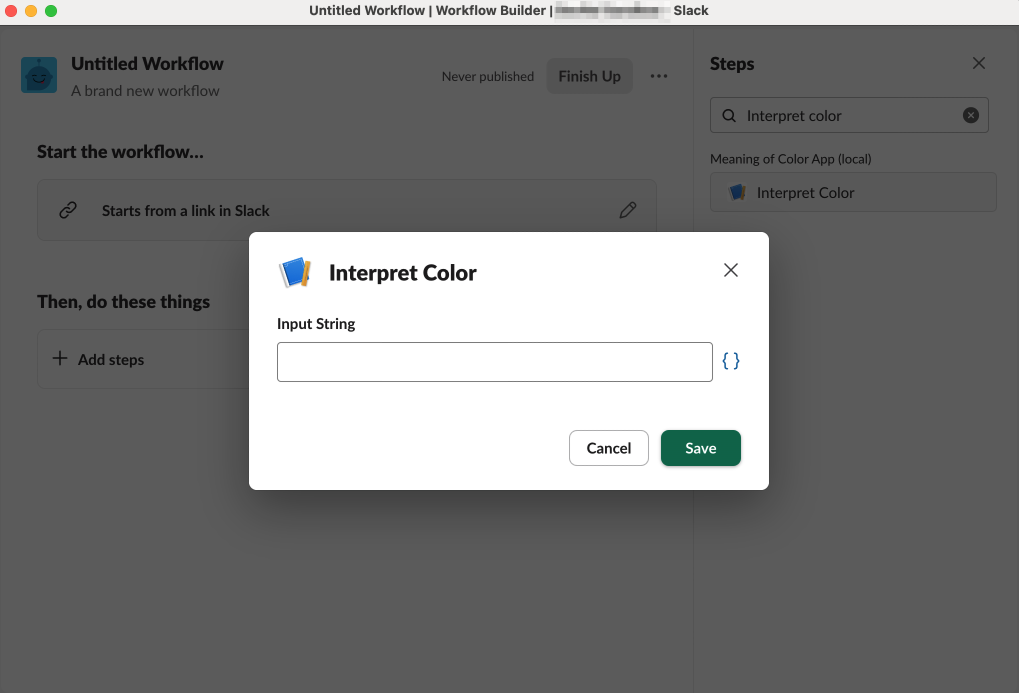 Untitled Workflow | Workflow Builder | Slack
Untitled Workflow
A brand new workflow
Never published
Finish Up
Start the workflow...
Starts from a link in Slack
Then, do these things
Add steps
Steps
Interpret color
Meaning of Color App (local)
Interpret Color
Interpret Color
Input String
{ }
Cancel
Save